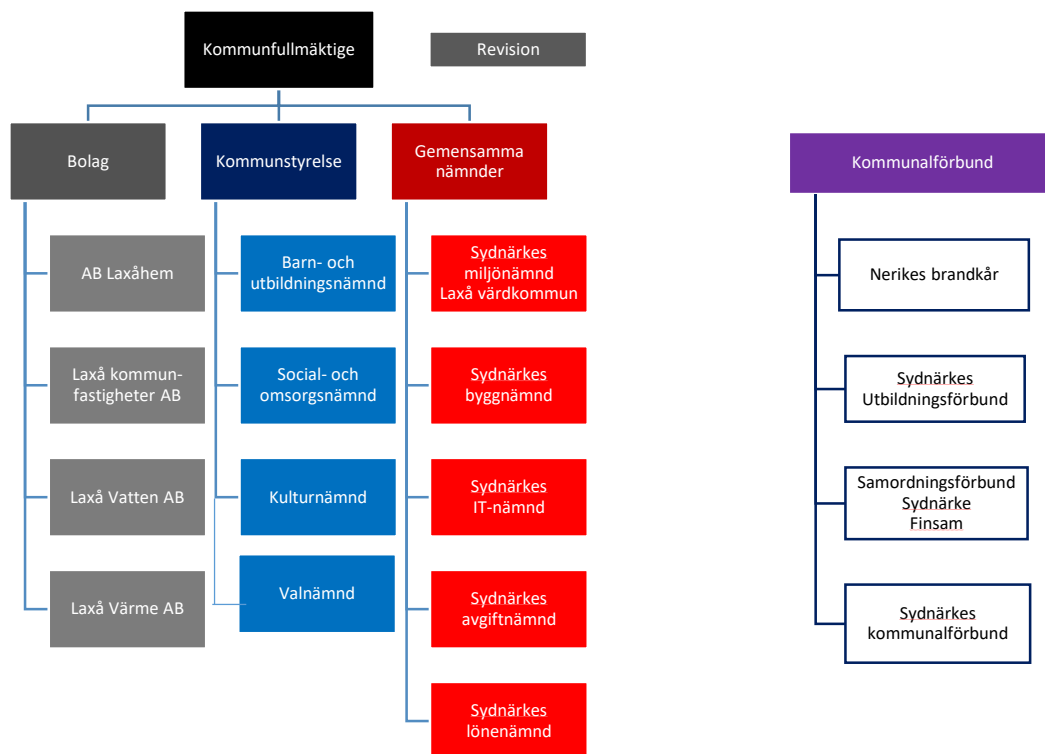 Kommunfullmäktige
Revision
Bolag
Kommunstyrelse
Gemensamma
nämnder
Kommunalförbund
AB Laxåhem
Laxå kommun-
fastigheter AB
Laxå Vatten AB
Laxå Värme AB
Barn- och
utbildningsnämnd
Social- och
omsorgsnämnd
Kulturnämnd
Valnämnd
Sydnärkes
miljönämnd
Laxå värdkommun
Sydnärkes
byggnämnd
Sydnärkes
IT-nämnd
Sydnärkes
avgiftnämnd
Sydnärkes
lönenämnd
Nerikes brandkår
Sydnärkes
Utbildningsförbund
Samordningsförbund
Sydnärke
Finsam
Sydnärkes
kommunalförbund